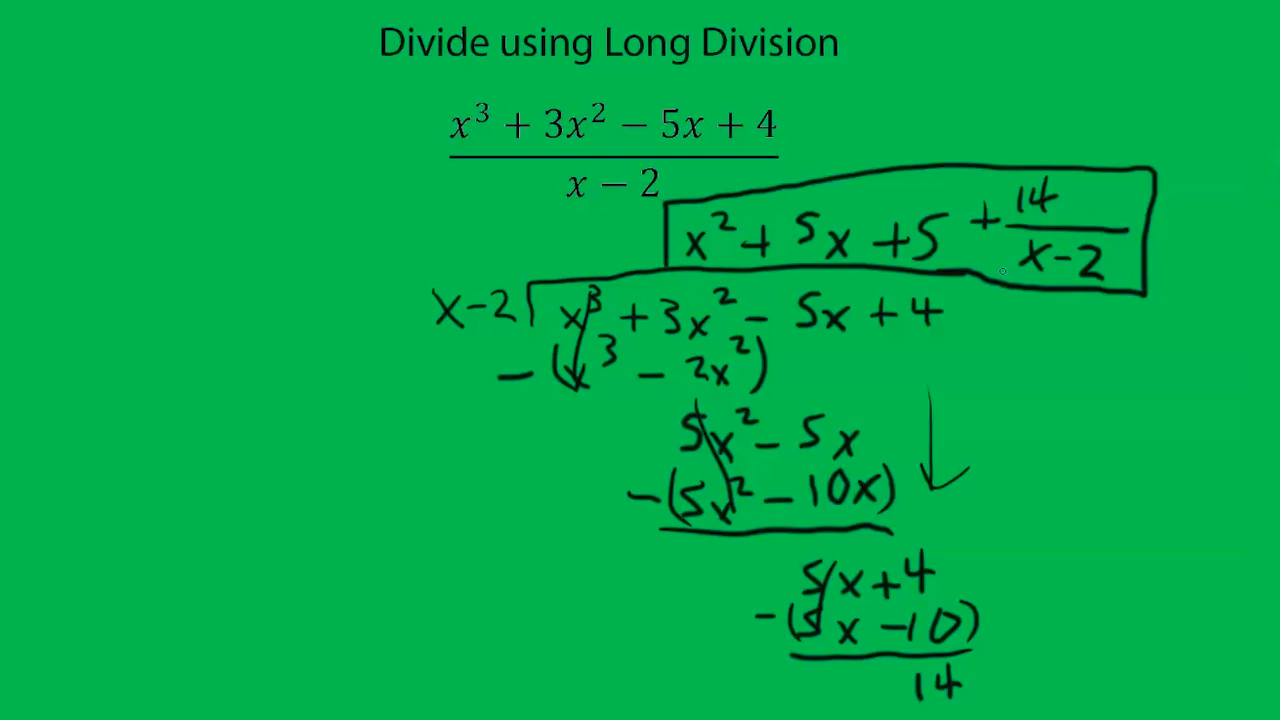 Divide using Long Division
x³ + 3x² − 5x + 4
x − 2
x² + 5x + 5 + 14/(x − 2)
x − 2 x³ + 3x² − 5x + 4
− (x³ − 2x²)
5x² − 5x
− (5x² − 10x)
5x + 4
− (5x − 10)
14